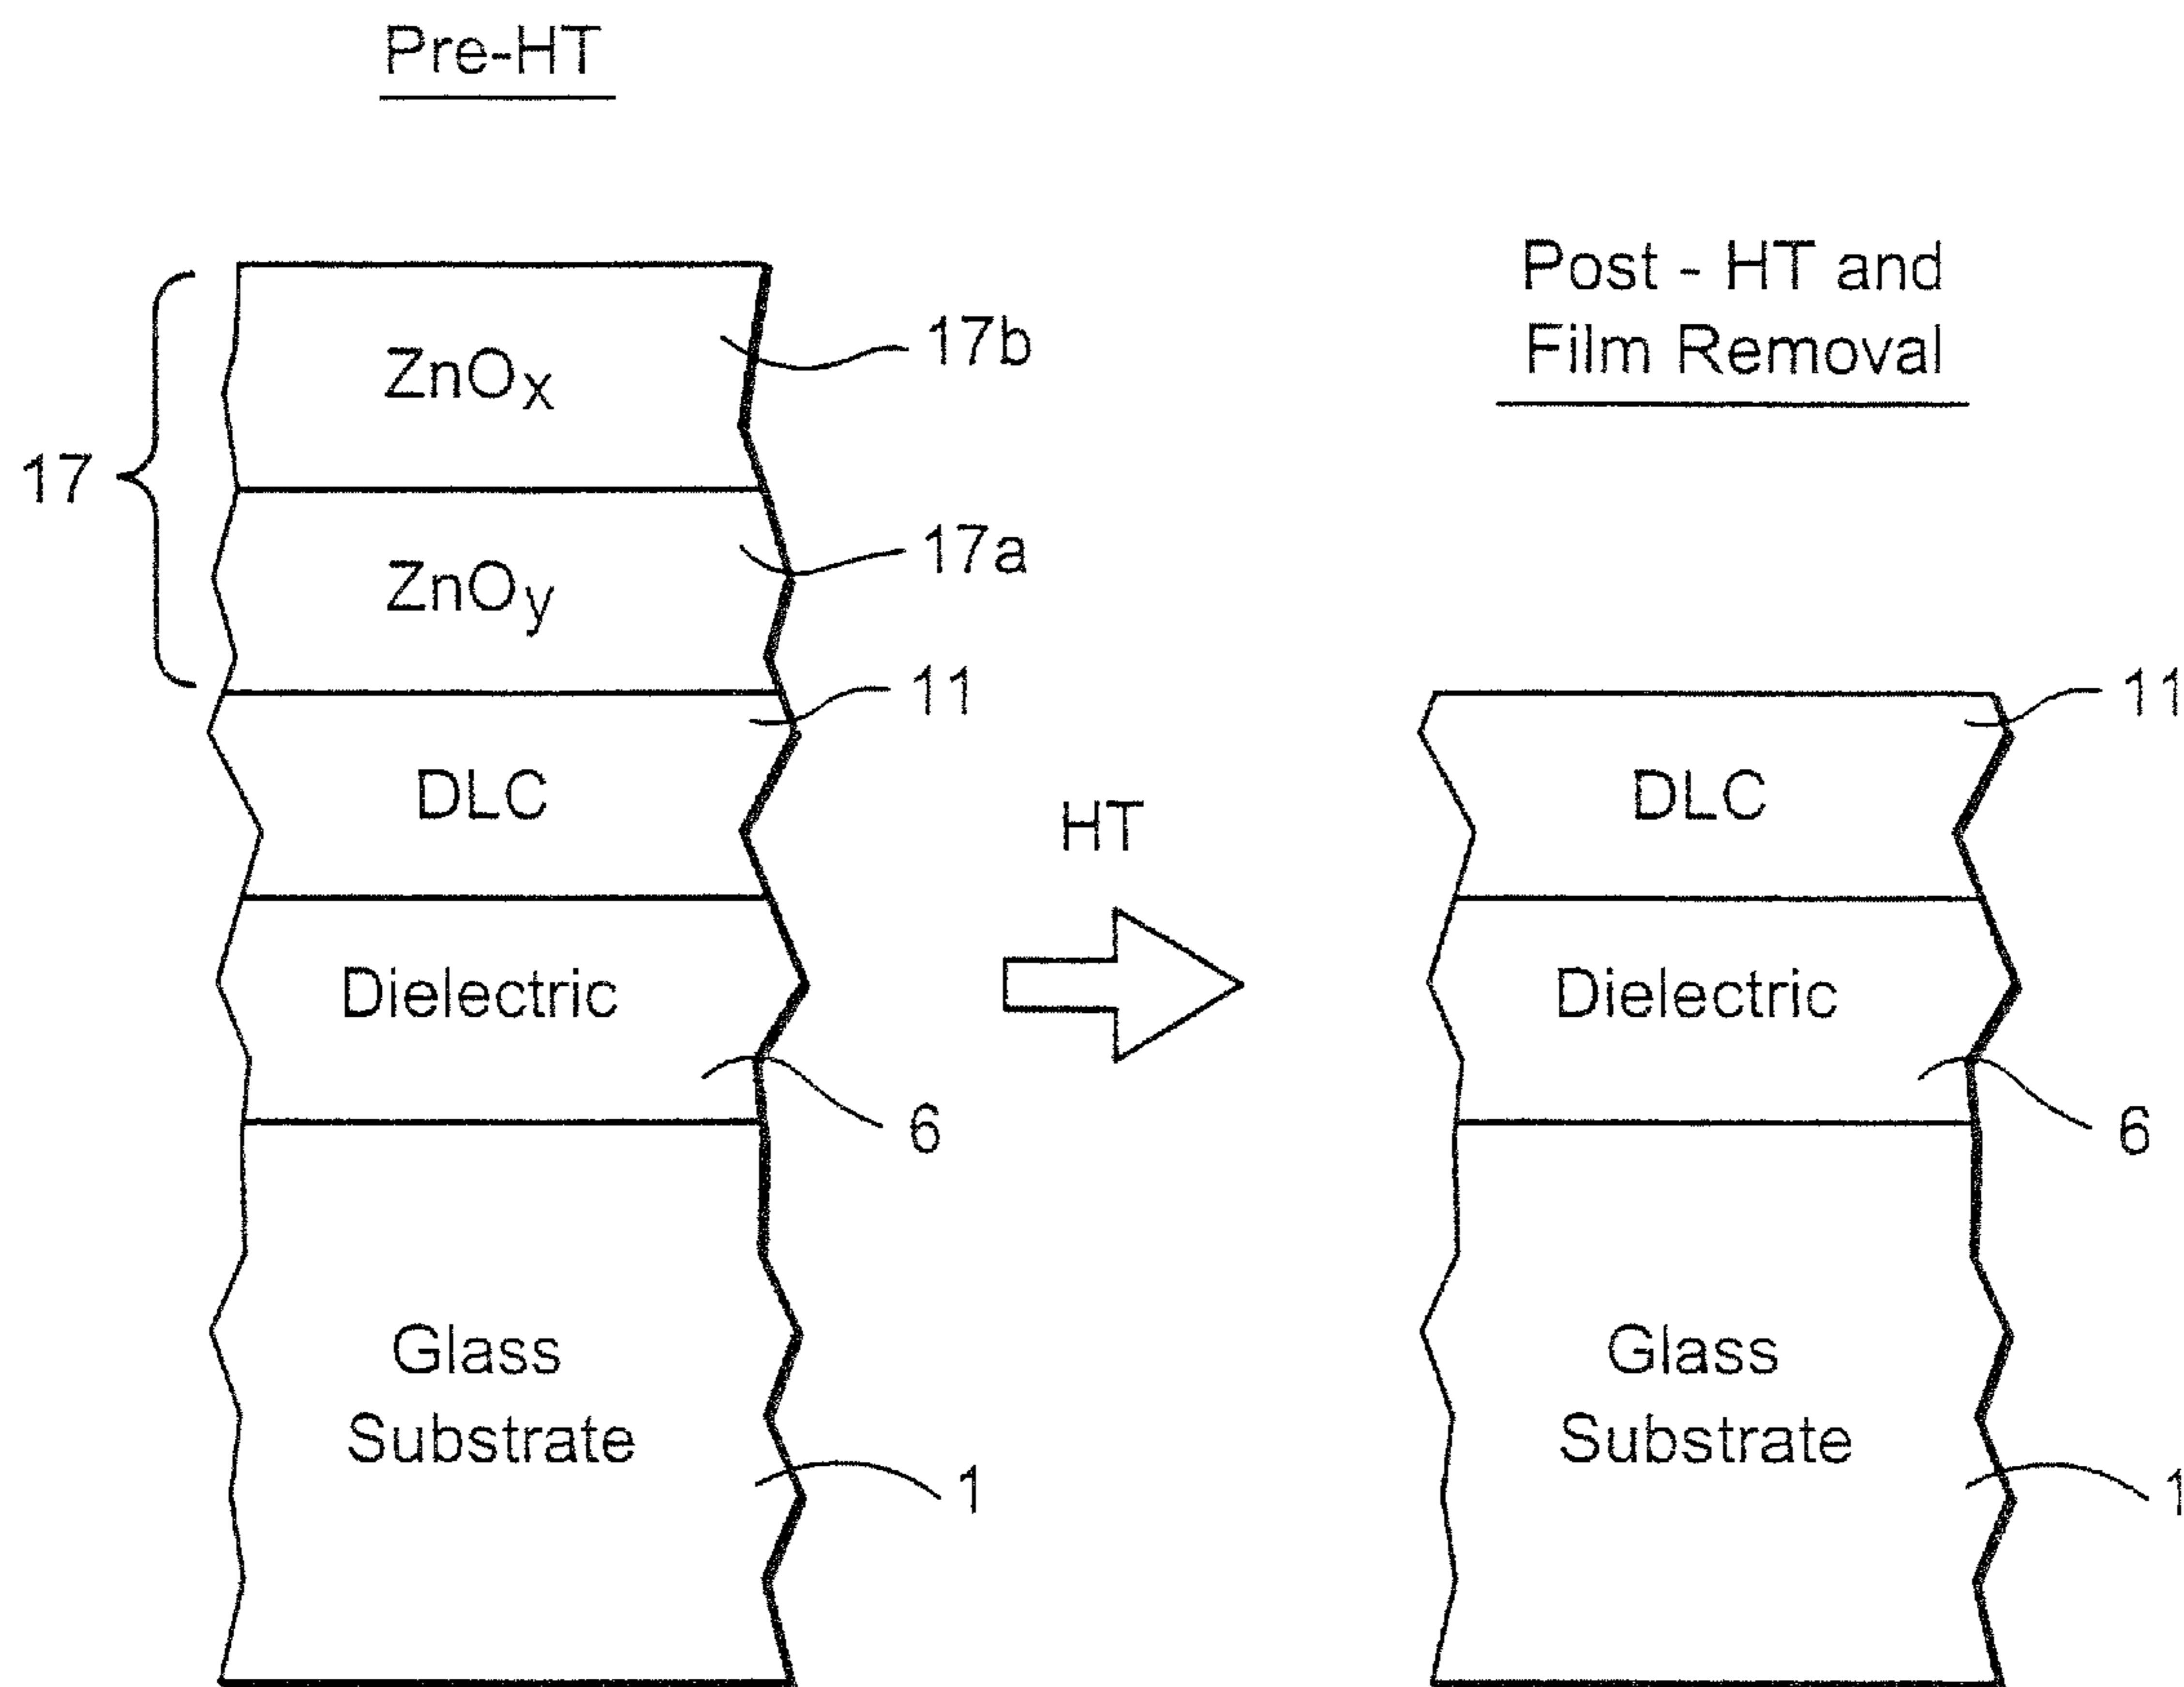 Pre-HT
17
ZnOx
17b
ZnOy
17a
DLC
11
Dielectric
6
Glass
Substrate
1
HT
Post - HT and
Film Removal
DLC
11
Dielectric
6
Glass
Substrate
1